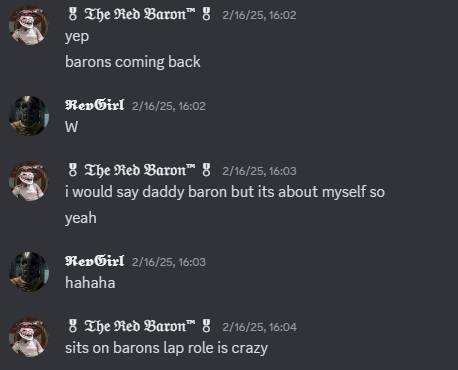 🎖 𝕿𝖍𝖊 𝕽𝖊𝖉 𝕭𝖆𝖗𝖔𝖓™ 🎖 2/16/25, 16:02
yep
barons coming back
𝕽𝖊𝖛𝕲𝖎𝖗𝖑 2/16/25, 16:02
W
🎖 𝕿𝖍𝖊 𝕽𝖊𝖉 𝕭𝖆𝖗𝖔𝖓™ 🎖 2/16/25, 16:03
i would say daddy baron but its about myself so
yeah
𝕽𝖊𝖛𝕲𝖎𝖗𝖑 2/16/25, 16:03
hahaha
🎖 𝕿𝖍𝖊 𝕽𝖊𝖉 𝕭𝖆𝖗𝖔𝖓™ 🎖 2/16/25, 16:04
sits on barons lap role is crazy